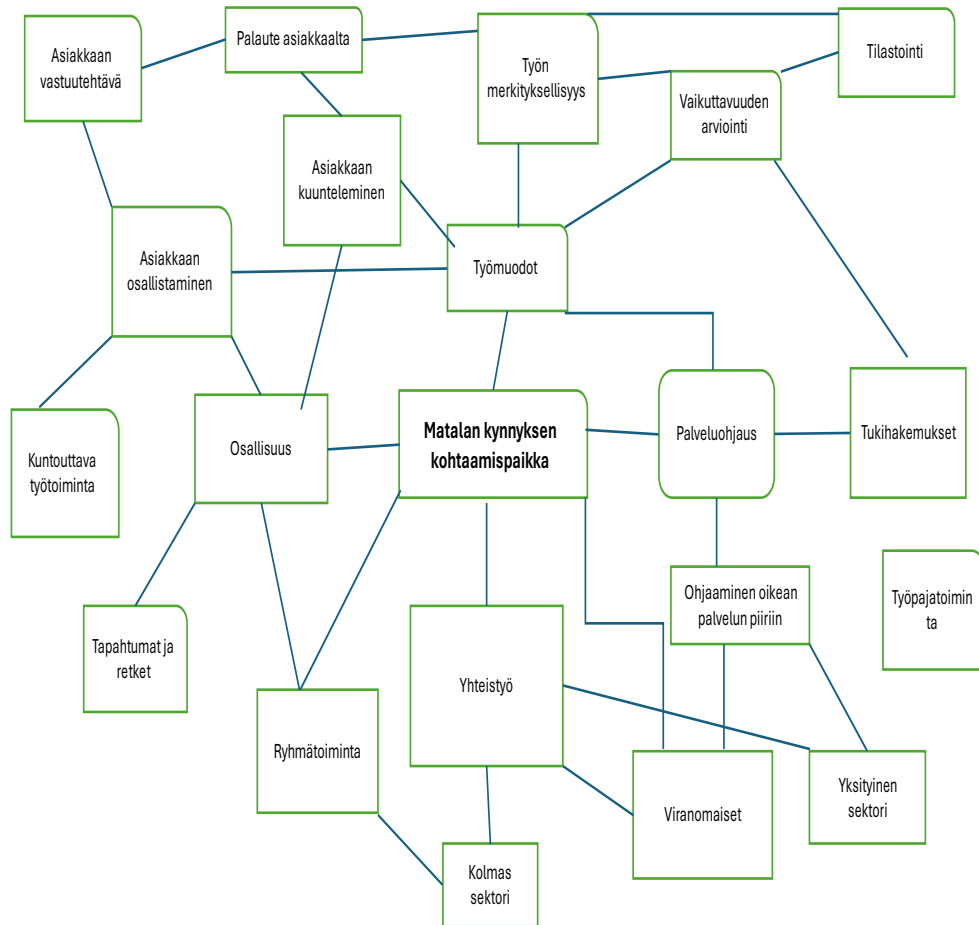 Asiakkaan
vastuutehtävä
Palaute asiakkaalta
Työn
merkityksellisyys
Tilastointi
Vaikuttavuuden
arviointi
Asiakkaan
kuunteleminen
Asiakkaan
osallistaminen
Työmuodot
Kuntouttava
työtoiminta
Osallisuus
Matalan kynnyksen
kohtaamispaikka
Palveluohjaus
Tukihakemukset
Tapahtumat ja
retket
Ohjaaminen oikean
palvelun piiriin
Työpajatoimin
ta
Ryhmätoiminta
Yhteistyö
Viranomaiset
Yksityinen
sektori
Kolmas
sektori